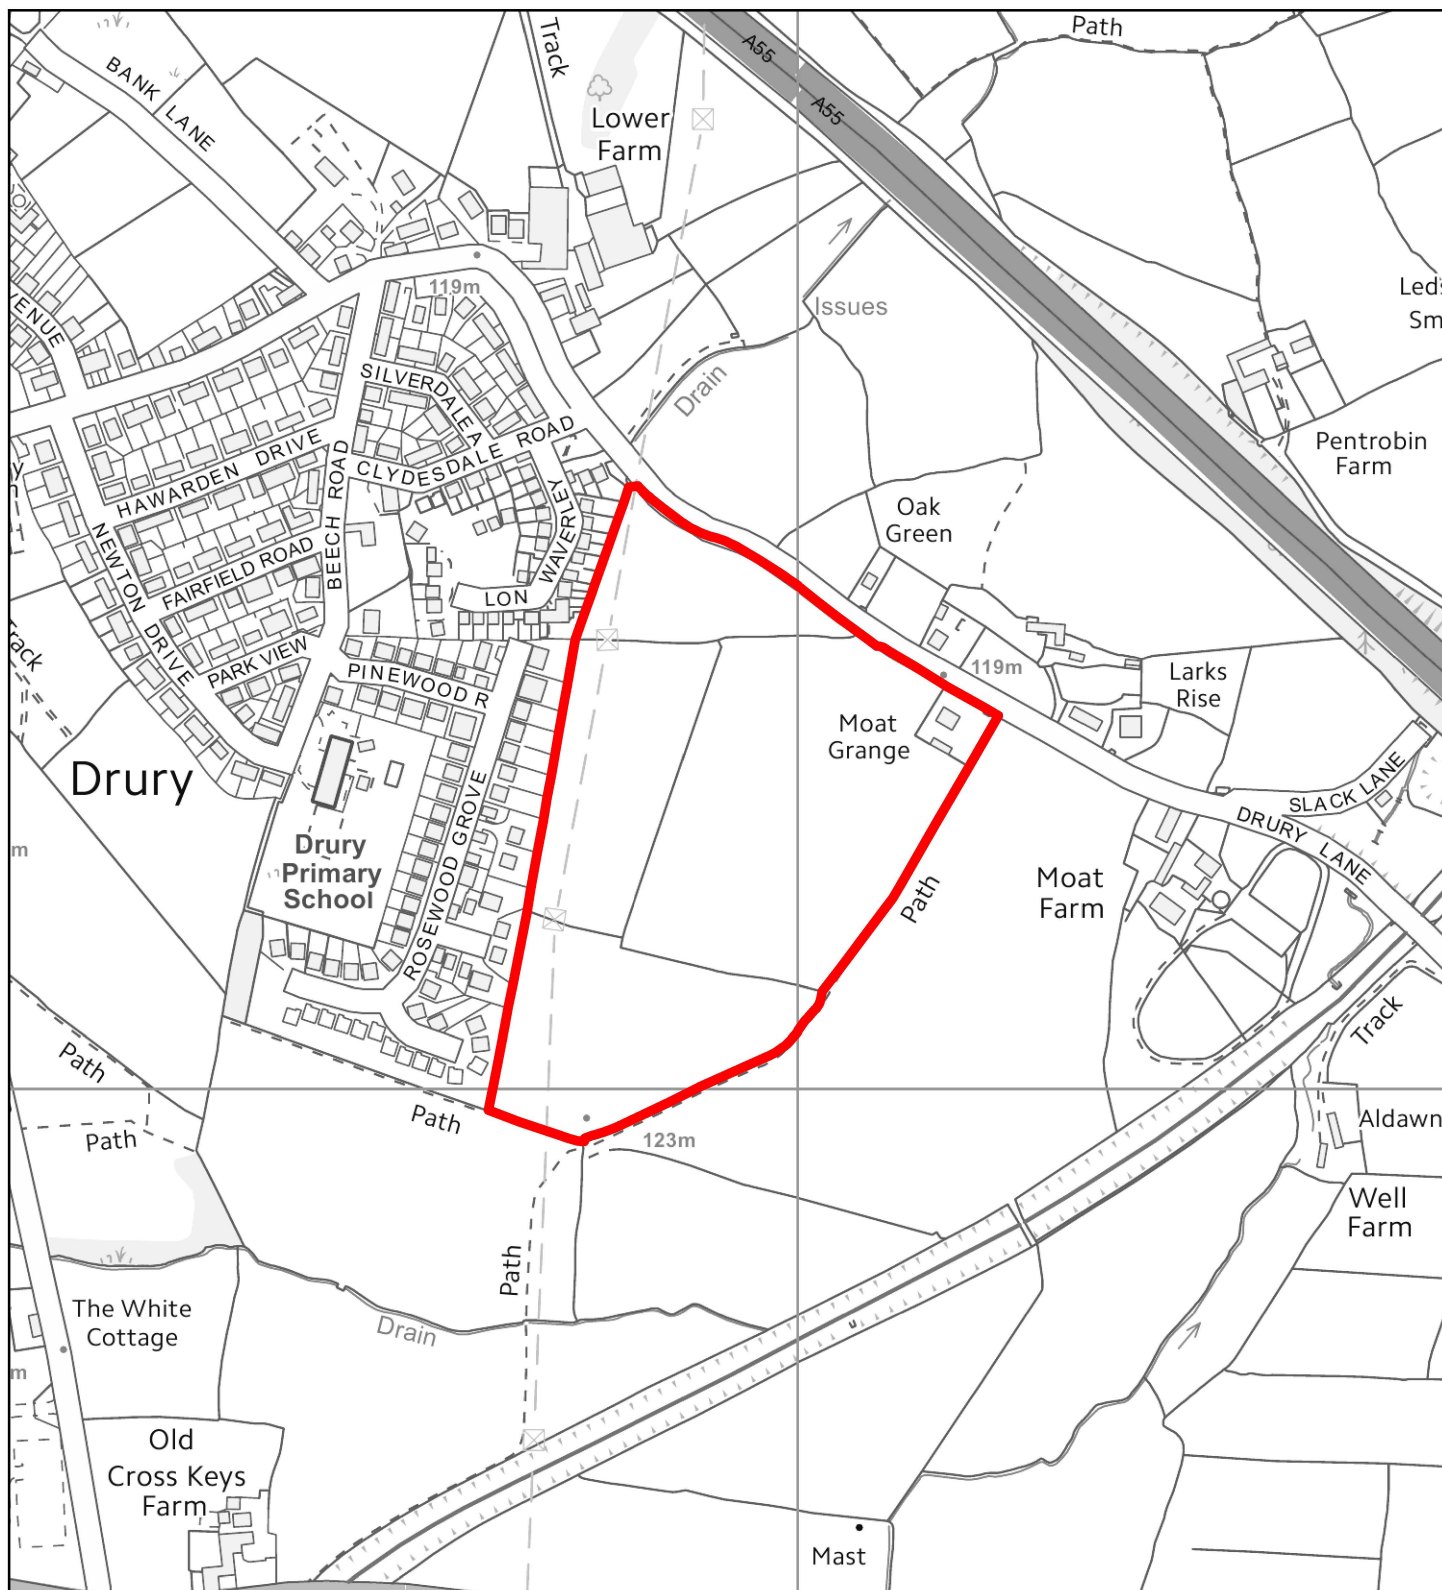 Path
A55
A55
Track
BANK LANE
Lower
Farm
Issues
119m
VENUE
Drain
SILVERDALE A
CLYDESDALE ROAD
HAWARDEN DRIVE
BEECH ROAD
FAIRFIELD ROAD
NEWTON DRIVE
PARK VIEW
PINEWOOD R
LON WAVERLEY
ROSEWOOD GROVE
Pentrobin
Farm
Oak
Green
119m
Larks
Rise
Moat
Grange
SLACK LANE
DRURY LANE
Drury
Drury
Primary
School
m
Moat
Farm
Path
Track
Path
Path
Path
123m
Aldawn
Well
Farm
Path
The White
Cottage
Drain
m
Old
Cross Keys
Farm
Mast